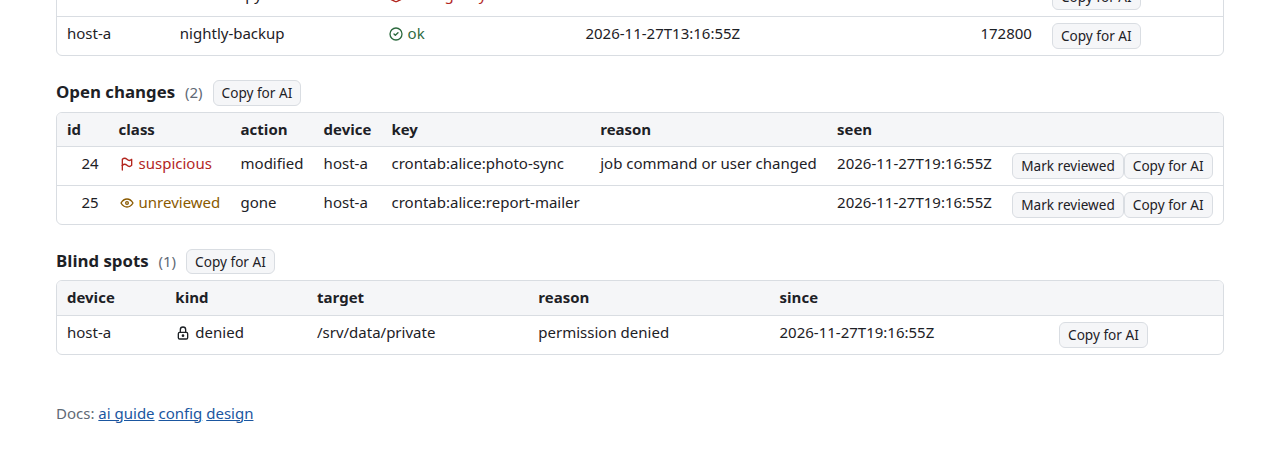 Copy for AI
host-a nightly-backup ok 2026-11-27T13:16:55Z 172800 Copy for AI
Open changes (2) Copy for AI
id class action device key reason seen
24 suspicious modified host-a crontab:alice:photo-sync job command or user changed 2026-11-27T19:16:55Z Mark reviewed Copy for AI
25 unreviewed gone host-a crontab:alice:report-mailer 2026-11-27T19:16:55Z Mark reviewed Copy for AI
Blind spots (1) Copy for AI
device kind target reason since
host-a denied /srv/data/private permission denied 2026-11-27T19:16:55Z Copy for AI
Docs: ai guide config design